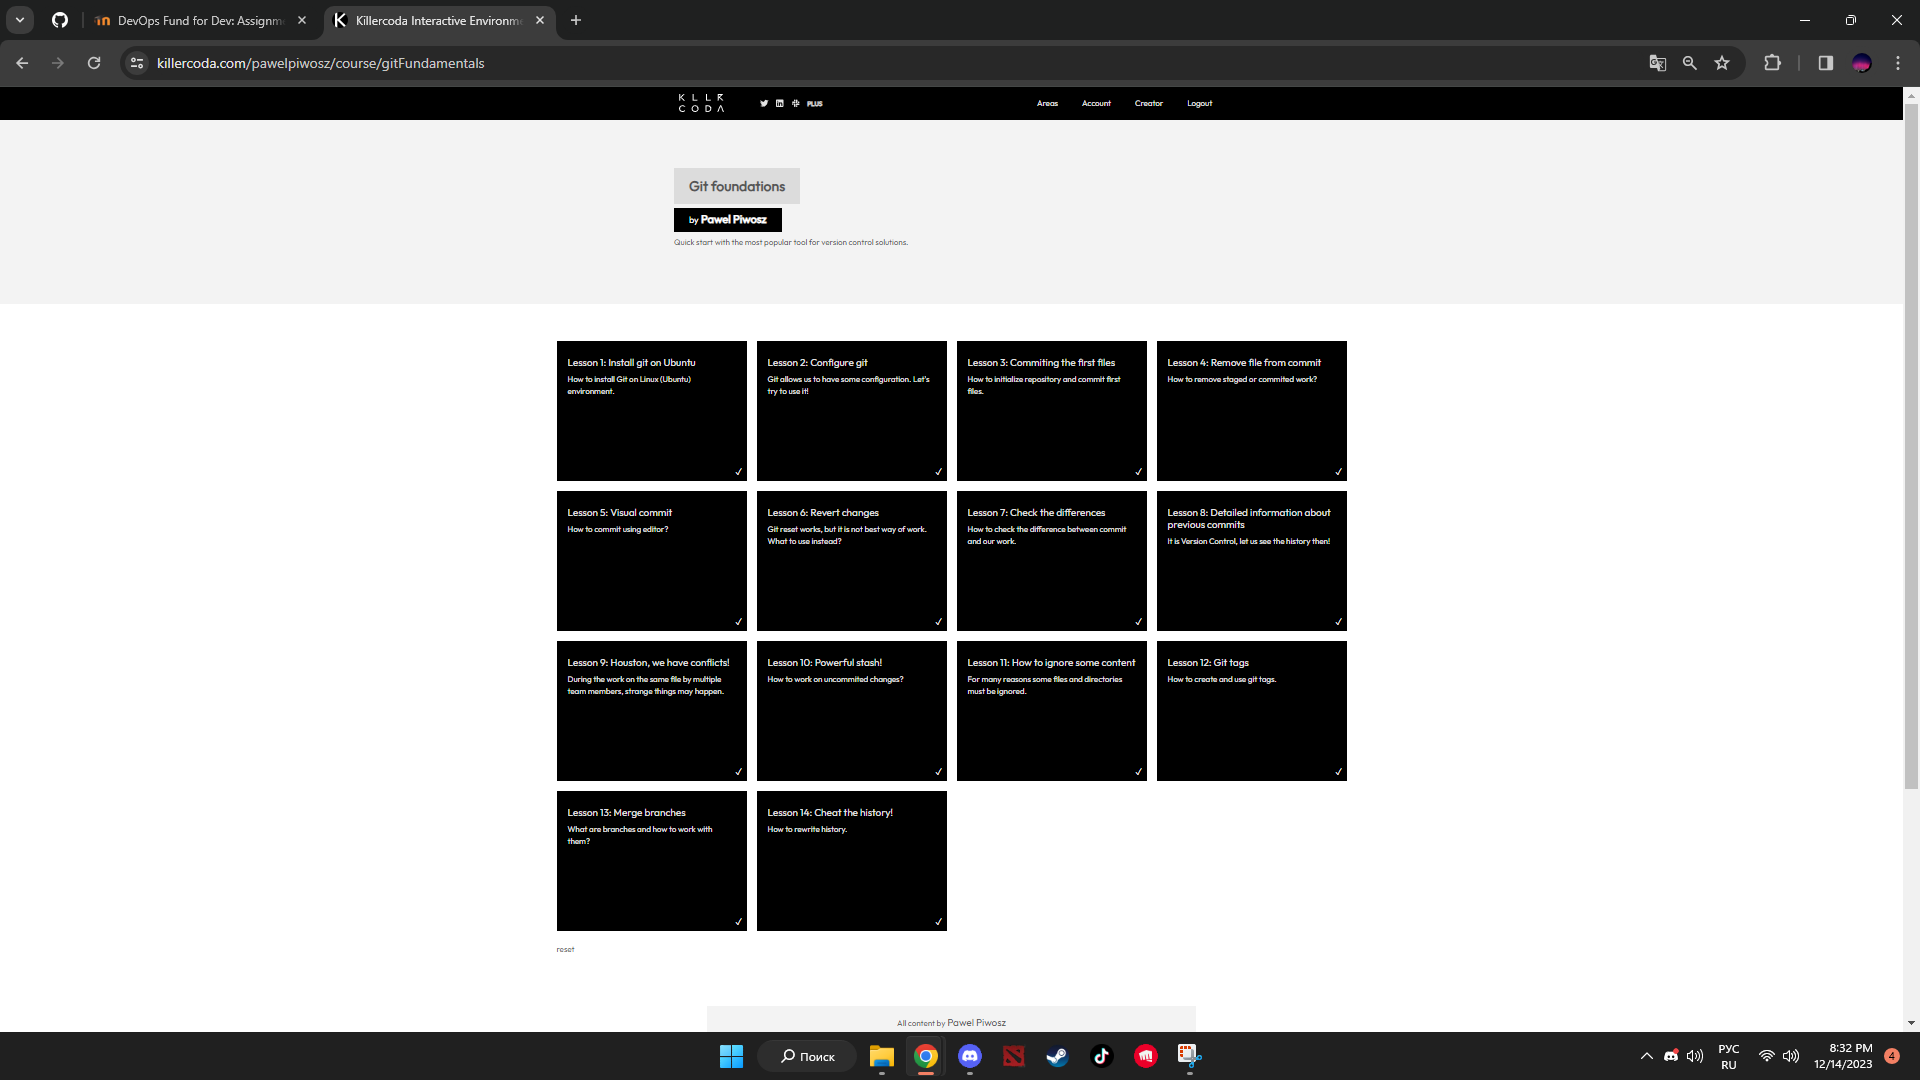 DevOps Fund for Dev: Assignm
Killercoda Interactive Environm
killercoda.com/pawelpiwosz/course/gitFundamentals
KLLR
CODA
PLUS
Areas
Account
Creator
Logout
Git foundations
by Pawel Piwosz
Quick start with the most popular tool for version control solutions.
Lesson 1: Install git on Ubuntu
How to install Git on Linux (Ubuntu)
environment.
Lesson 2: Configure git
Git allows us to have some configuration. Let's
try to use it!
Lesson 3: Commiting the first files
How to initialize repository and commit first
files.
Lesson 4: Remove file from commit
How to remove staged or commited work?
Lesson 5: Visual commit
How to commit using editor?
Lesson 6: Revert changes
Git reset works, but it is not best way of work.
What to use instead?
Lesson 7: Check the differences
How to check the difference between commit
and our work.
Lesson 8: Detailed information about
previous commits
It is Version Control, let us see the history then!
Lesson 9: Houston, we have conflicts!
During the work on the same file by multiple
team members, strange things may happen.
Lesson 10: Powerful stash!
How to work on uncommited changes?
Lesson 11: How to ignore some content
For many reasons some files and directories
must be ignored.
Lesson 12: Git tags
How to create and use git tags.
Lesson 13: Merge branches
What are branches and how to work with
them?
Lesson 14: Cheat the history!
How to rewrite history.
reset
All content by Pawel Piwosz
Поиск
РУС
RU
8:32 PM
12/14/2023
4